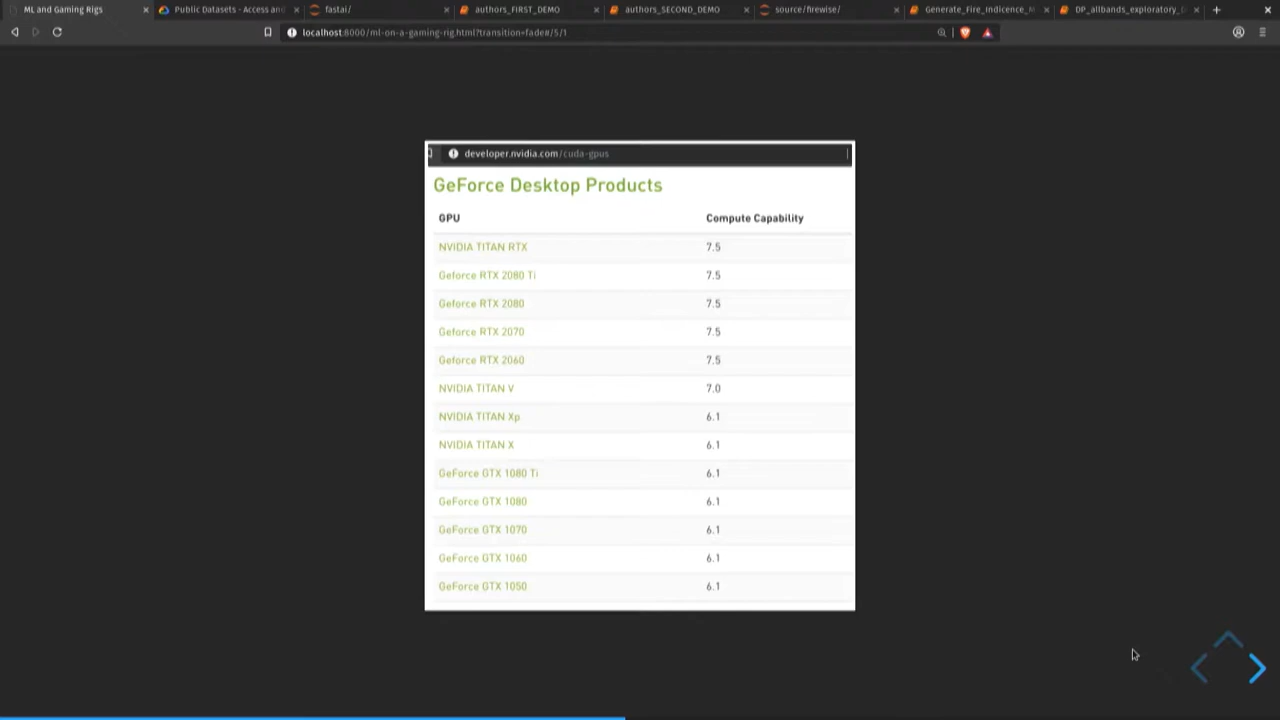 ML and Gaming Rigs
Public Datasets - Access and
fastai/
authors_FIRST_DEMO
authors_SECOND_DEMO
source/firewise/
Generate_Fire_Indicence_
DP_allbands_exploratory_
localhost:8000/ml-on-a-gaming-rig.html?transition=fade#/5/1
developer.nvidia.com/cuda-gpus
GeForce Desktop Products
GPU Compute Capability
NVIDIA TITAN RTX 7.5
Geforce RTX 2080 Ti 7.5
Geforce RTX 2080 7.5
Geforce RTX 2070 7.5
Geforce RTX 2060 7.5
NVIDIA TITAN V 7.0
NVIDIA TITAN Xp 6.1
NVIDIA TITAN X 6.1
GeForce GTX 1080 Ti 6.1
GeForce GTX 1080 6.1
GeForce GTX 1070 6.1
GeForce GTX 1060 6.1
GeForce GTX 1050 6.1